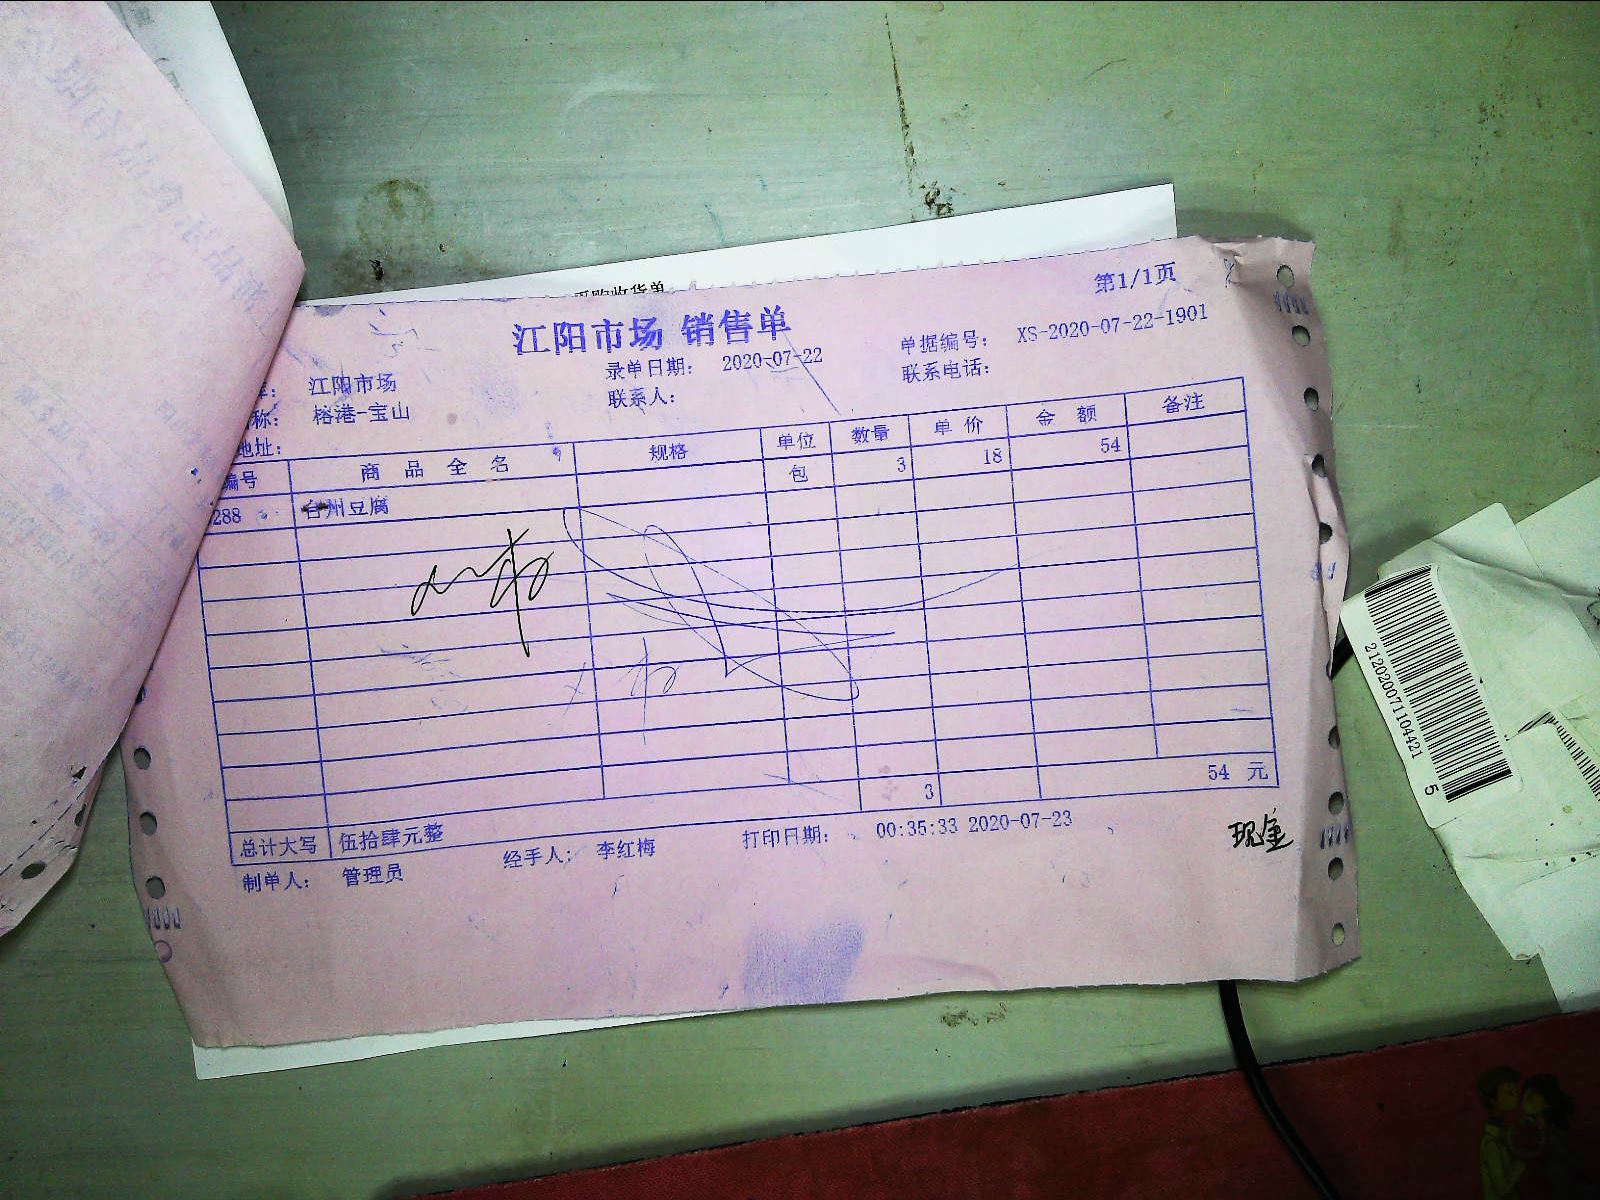 第1/1页
江阳市场 销售单
录单日期: 2020-07-22 单据编号: XS-2020-07-22-1901
江阳市场 联系人: 联系电话:
称: 榕港-宝山
地址:
编号 商品全名 规格 单位 数量 单价 金额 备注
288 台州豆腐 包 3 18 54
3 54 元
总计大写 伍拾肆元整
制单人: 管理员 经手人: 李红梅 打印日期: 00:35:33 2020-07-23
现金
2120200711044215